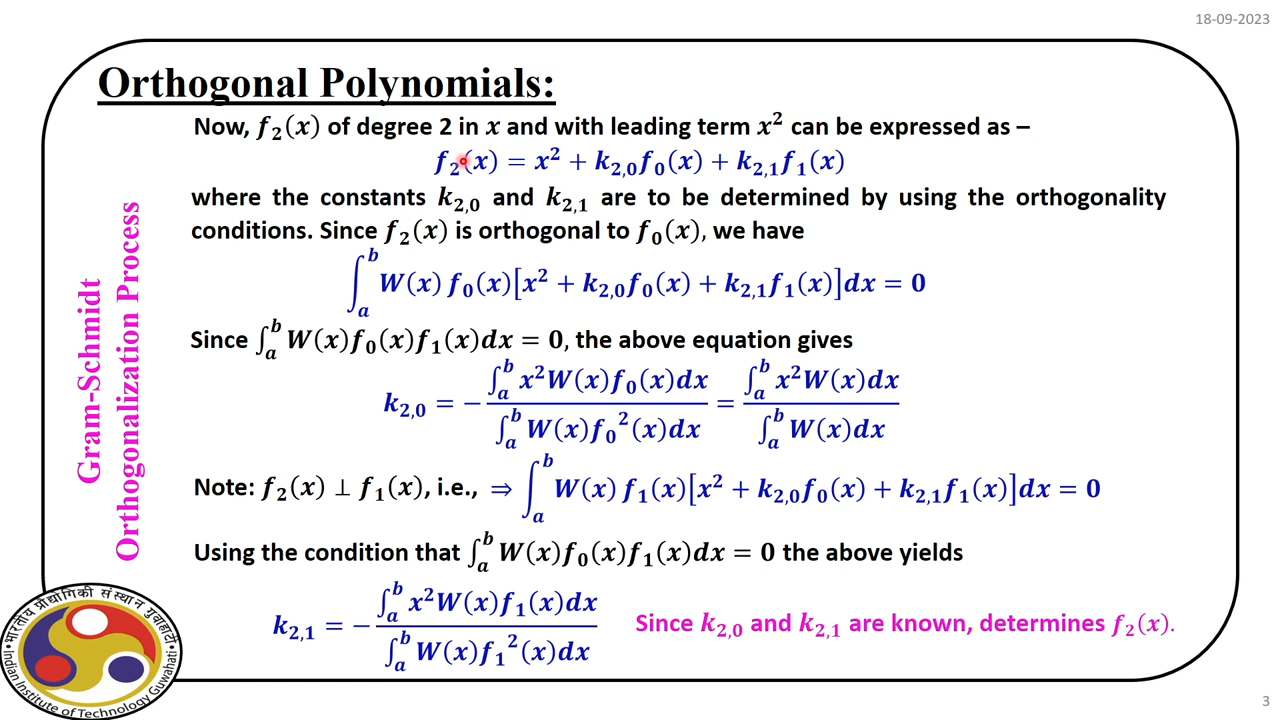 18-09-2023
Orthogonal Polynomials:
Now, f₂(x) of degree 2 in x and with leading term x² can be expressed as –
f₂(x) = x² + k₂,₀f₀(x) + k₂,₁f₁(x)
where the constants k₂,₀ and k₂,₁ are to be determined by using the orthogonality
conditions. Since f₂(x) is orthogonal to f₀(x), we have
∫ₐᵇ W(x) f₀(x)[x² + k₂,₀f₀(x) + k₂,₁f₁(x)]dx = 0
Since ∫ₐᵇ W(x)f₀(x)f₁(x)dx = 0, the above equation gives
k₂,₀ = − ∫ₐᵇ x²W(x)f₀(x)dx / ∫ₐᵇ W(x)f₀²(x)dx = ∫ₐᵇ x²W(x)dx / ∫ₐᵇ W(x)dx
Note: f₂(x) ⊥ f₁(x), i.e., ⇒ ∫ₐᵇ W(x) f₁(x)[x² + k₂,₀f₀(x) + k₂,₁f₁(x)]dx = 0
Using the condition that ∫ₐᵇ W(x)f₀(x)f₁(x)dx = 0 the above yields
k₂,₁ = − ∫ₐᵇ x²W(x)f₁(x)dx / ∫ₐᵇ W(x)f₁²(x)dx
Since k₂,₀ and k₂,₁ are known, determines f₂(x).
Gram-Schmidt
Orthogonalization Process
भारतीय प्रौद्योगिकी संस्थान गुवाहाटी
Indian Institute of Technology Guwahati
3